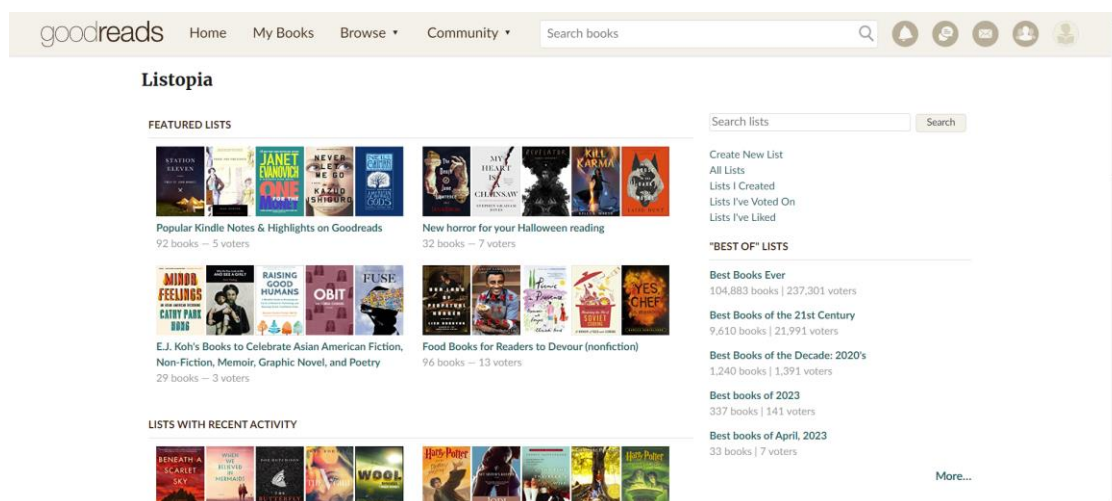 goodreads
Home
My Books
Browse ▾
Community ▾
Search books
Listopia
FEATURED LISTS
STATION ELEVEN
JANET EVANOVICH
ONE FOR THE MONEY
NEVER LET ME GO
KAZUO ISHIGURO
AMERICAN GODS
MY HEART IS A CHAINSAW
REVELATOR
KILL KARMA
Popular Kindle Notes & Highlights on Goodreads
92 books — 5 voters
New horror for your Halloween reading
32 books — 7 voters
MINOR FEELINGS
CATHY PARK HONG
RAISING GOOD HUMANS
OBIT
FUSE
YES, CHEF
E.J. Koh's Books to Celebrate Asian American Fiction,
Non-Fiction, Memoir, Graphic Novel, and Poetry
29 books — 3 voters
Food Books for Readers to Devour (nonfiction)
96 books — 13 voters
LISTS WITH RECENT ACTIVITY
BENEATH A SCARLET SKY
WHEN WE BELIEVED IN MERMAIDS
WOOL
Harry Potter
Harry Potter
Search lists
Search
Create New List
All Lists
Lists I Created
Lists I've Voted On
Lists I've Liked
"BEST OF" LISTS
Best Books Ever
104,883 books | 237,301 voters
Best Books of the 21st Century
9,610 books | 21,991 voters
Best Books of the Decade: 2020's
1,240 books | 1,391 voters
Best books of 2023
337 books | 141 voters
Best books of April, 2023
33 books | 7 voters
More...